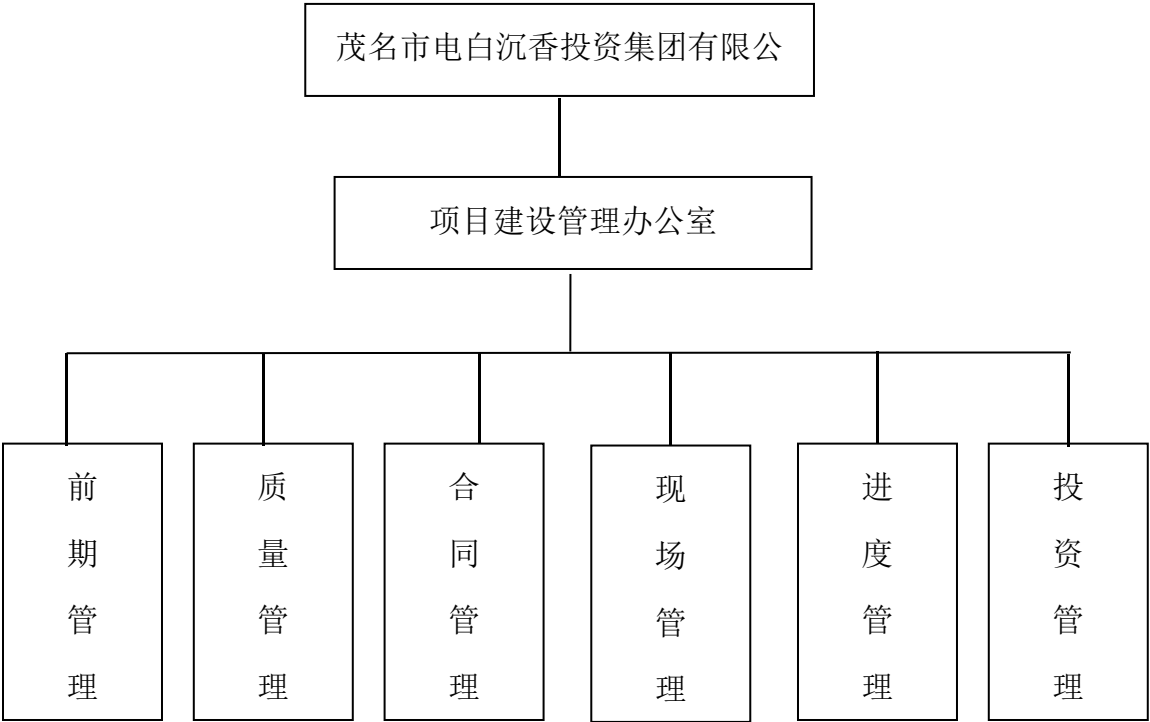 茂名市电白沉香投资集团有限公
项目建设管理办公室
前期管理
质量管理
合同管理
现场管理
进度管理
投资管理